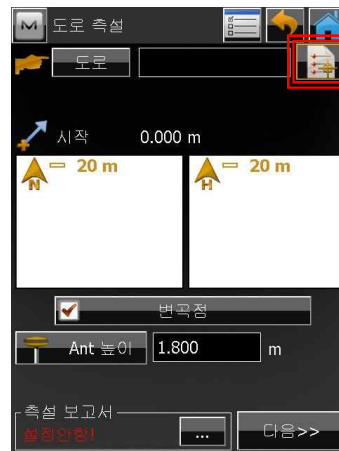 도로 측설
도로
시작 0.000 m
20 m 20 m
N H
변곡점
Ant 높이 1.800 m
측설 보고서
설정안함! ... 다음>>